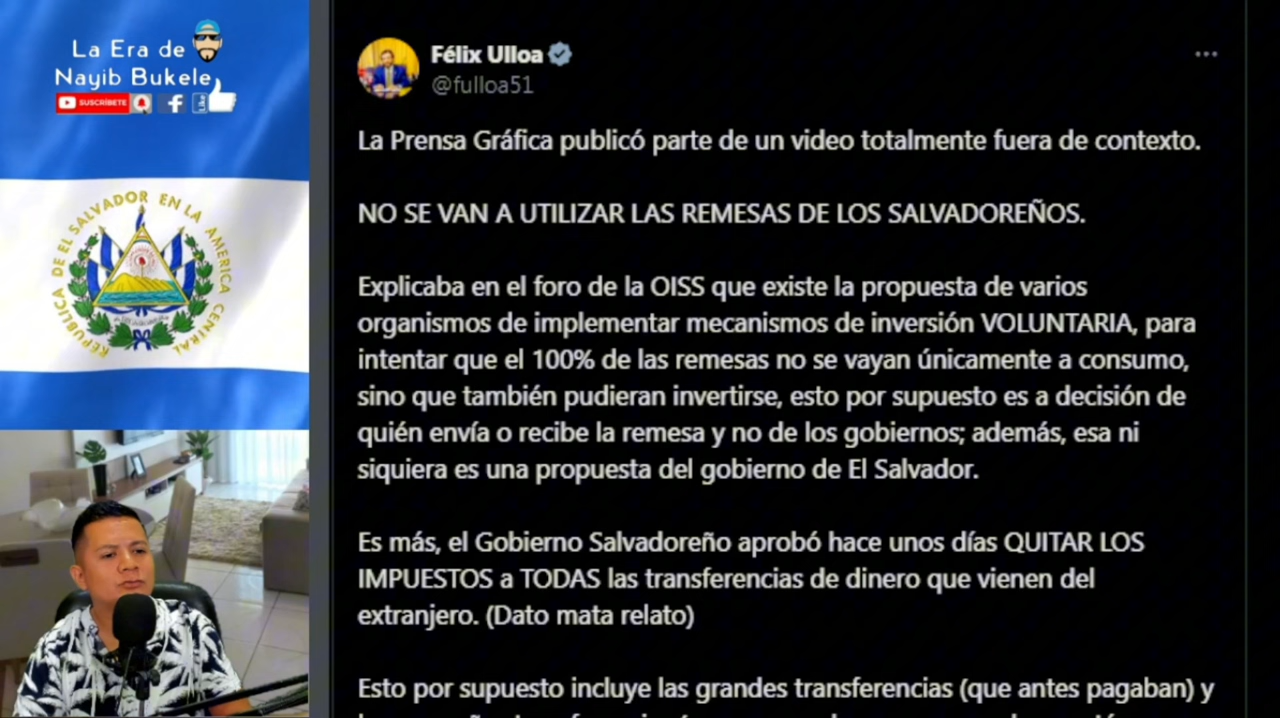 La Era de
Nayib Bukele
SUSCRIBETE
Like
REPUBLICA DE EL SALVADOR EN LA AMERICA CENTRAL
Félix Ulloa
@fulloa51
La Prensa Gráfica publicó parte de un video totalmente fuera de contexto.
NO SE VAN A UTILIZAR LAS REMESAS DE LOS SALVADOREÑOS.
Explicaba en el foro de la OISS que existe la propuesta de varios
organismos de implementar mecanismos de inversión VOLUNTARIA, para
intentar que el 100% de las remesas no se vayan únicamente a consumo,
sino que también pudieran invertirse, esto por supuesto es a decisión de
quién envía o recibe la remesa y no de los gobiernos; además, esa ni
siquiera es una propuesta del gobierno de El Salvador.
Es más, el Gobierno Salvadoreño aprobó hace unos días QUITAR LOS
IMPUESTOS a TODAS las transferencias de dinero que vienen del
extranjero. (Dato mata relato)
Esto por supuesto incluye las grandes transferencias (que antes pagaban) y